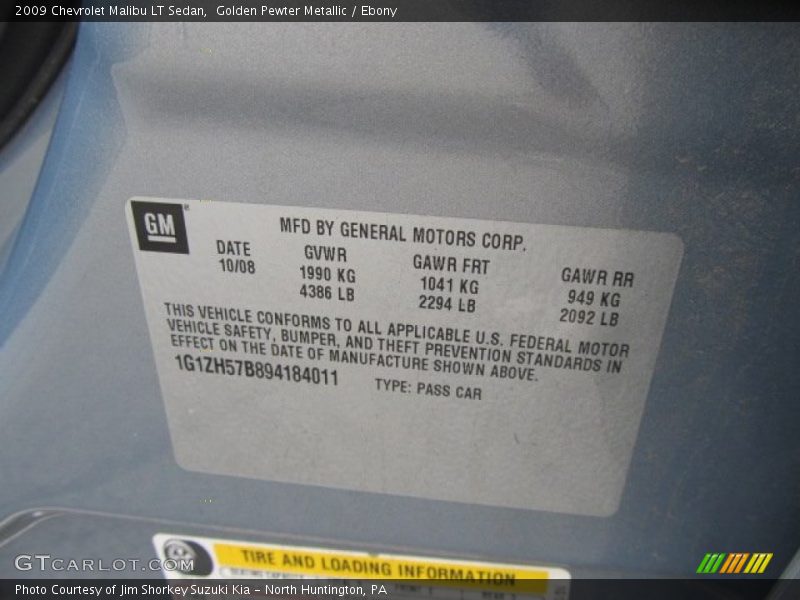 2009 Chevrolet Malibu LT Sedan, Golden Pewter Metallic / Ebony
GM
MFD BY GENERAL MOTORS CORP.
DATE GVWR GAWR FRT GAWR RR
10/08 1990 KG 1041 KG 949 KG
4386 LB 2294 LB 2092 LB
THIS VEHICLE CONFORMS TO ALL APPLICABLE U.S. FEDERAL MOTOR
VEHICLE SAFETY, BUMPER, AND THEFT PREVENTION STANDARDS IN
EFFECT ON THE DATE OF MANUFACTURE SHOWN ABOVE.
1G1ZH57B894184011 TYPE: PASS CAR
TIRE AND LOADING INFORMATION
GTCARLOT.COM
Photo Courtesy of Jim Shorkey Suzuki Kia – North Huntington, PA